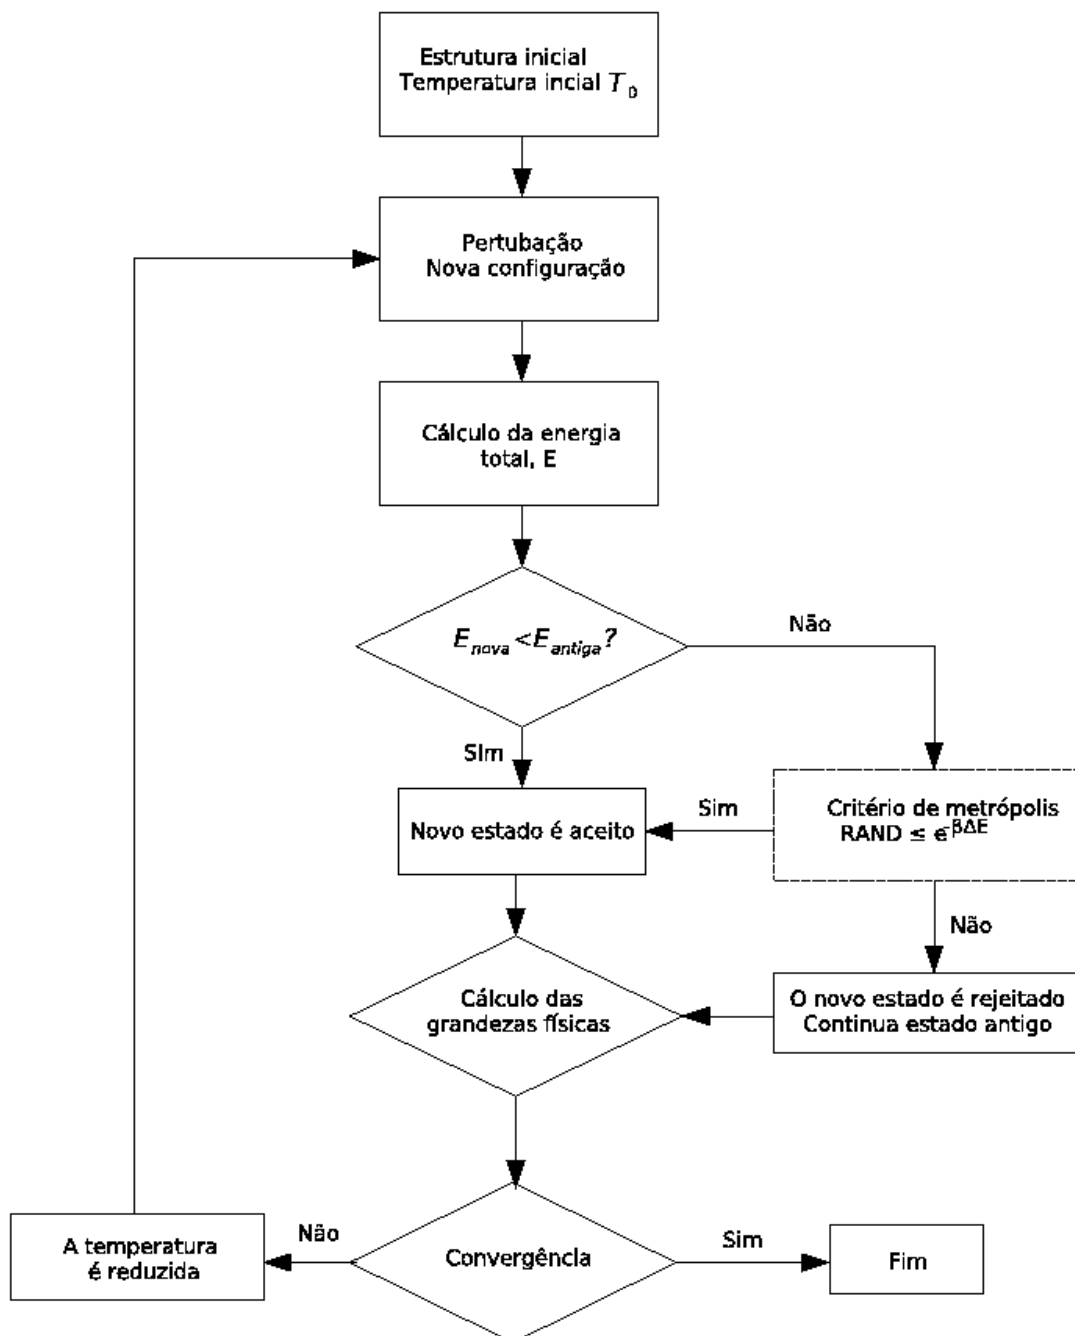 Estrutura inicial
Temperatura incial T₀
Pertubação
Nova configuração
Cálculo da energia
total, E
E_nova < E_antiga ?
Não
Sim
Critério de metrópolis
RAND ≤ e^-βΔE
Sim
Novo estado é aceito
Não
O novo estado é rejeitado
Continua estado antigo
Cálculo das
grandezas físicas
Convergência
Não
A temperatura
é reduzida
Sim
Fim